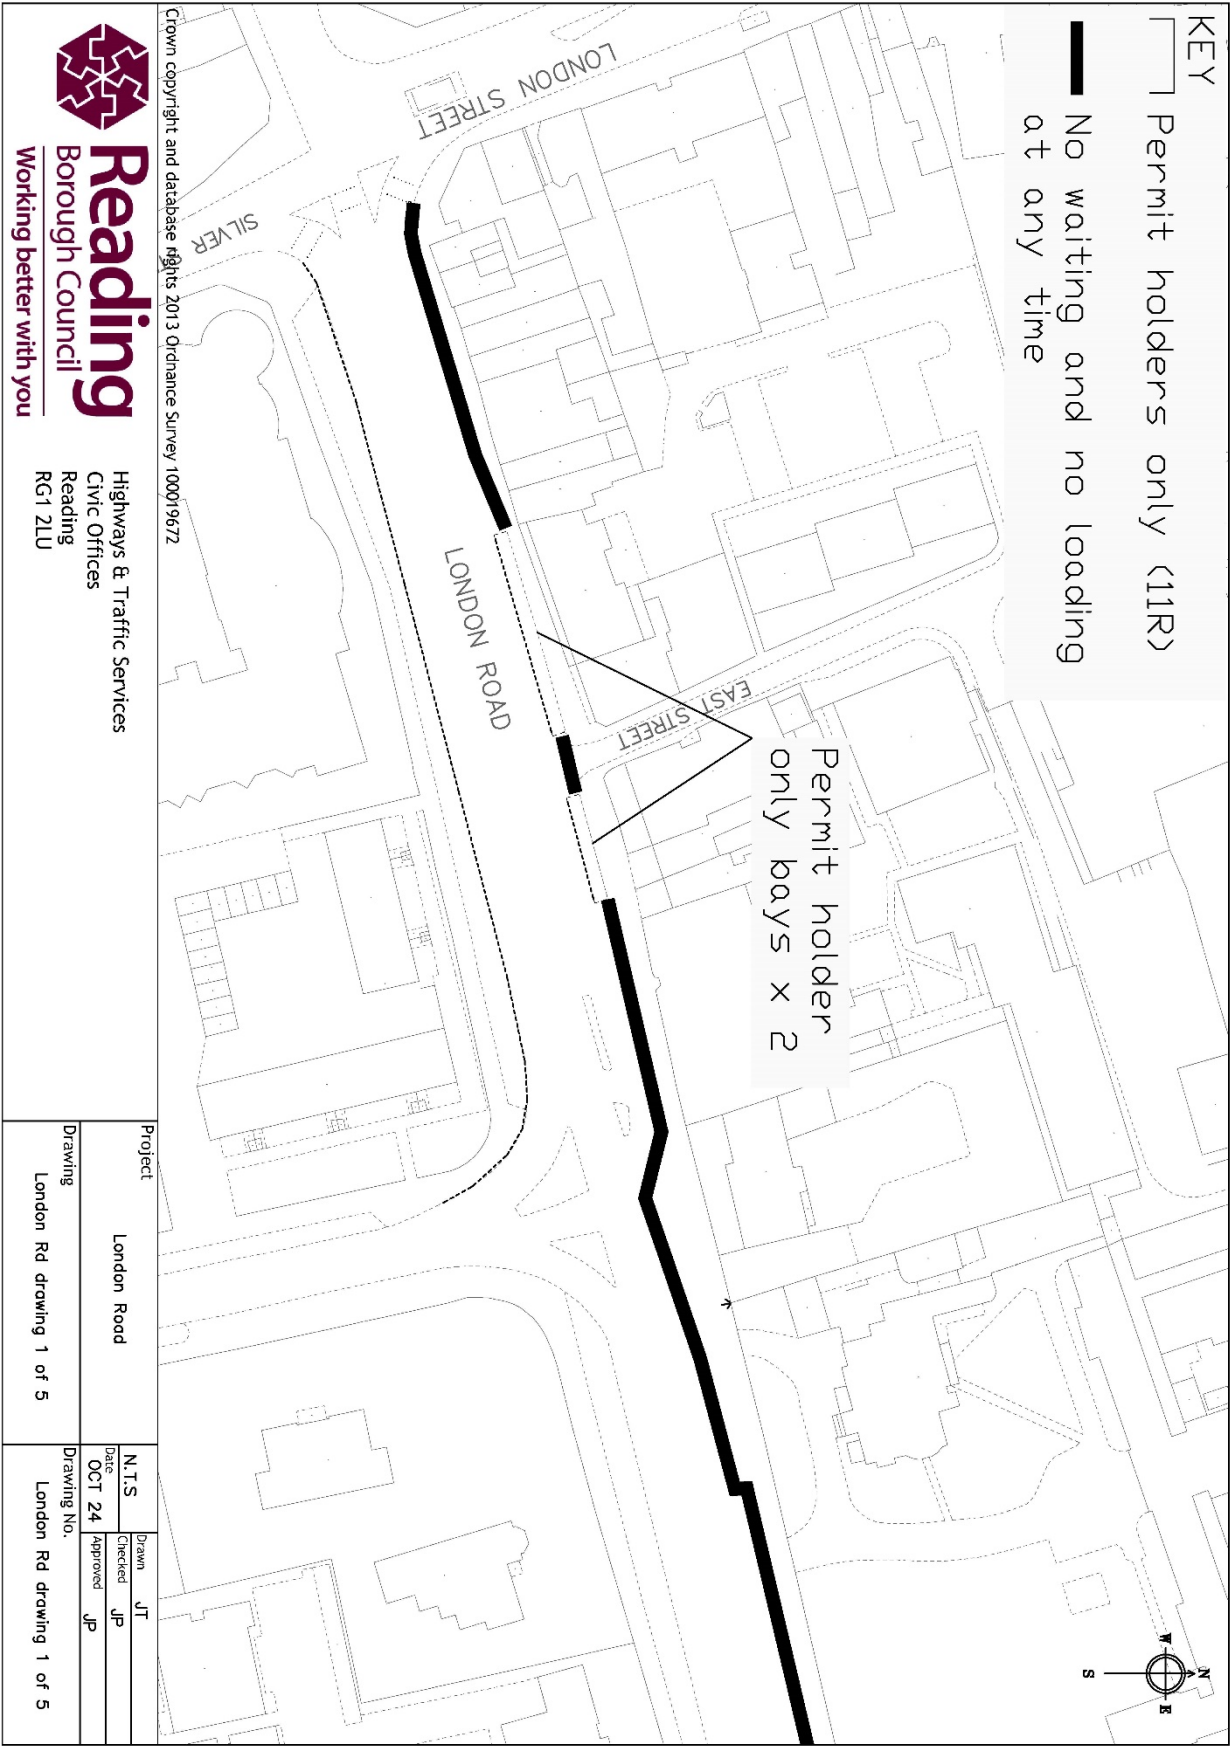 KEY
Permit holders only (11R)
No waiting and no loading
at any time
LONDON STREET
SILVER
LONDON ROAD
EAST STREET
Permit holder
only bays x 2
N
W
E
S
Crown copyright and database rights 2013 Ordnance Survey 100019672
Reading
Borough Council
Working better with you
Highways & Traffic Services
Civic Offices
Reading
RG1 2LU
Project
London Road
Drawing
London Rd drawing 1 of 5
N.T.S
Date
OCT 24
Drawn JT
Checked JP
Approved JP
Drawing No.
London Rd drawing 1 of 5